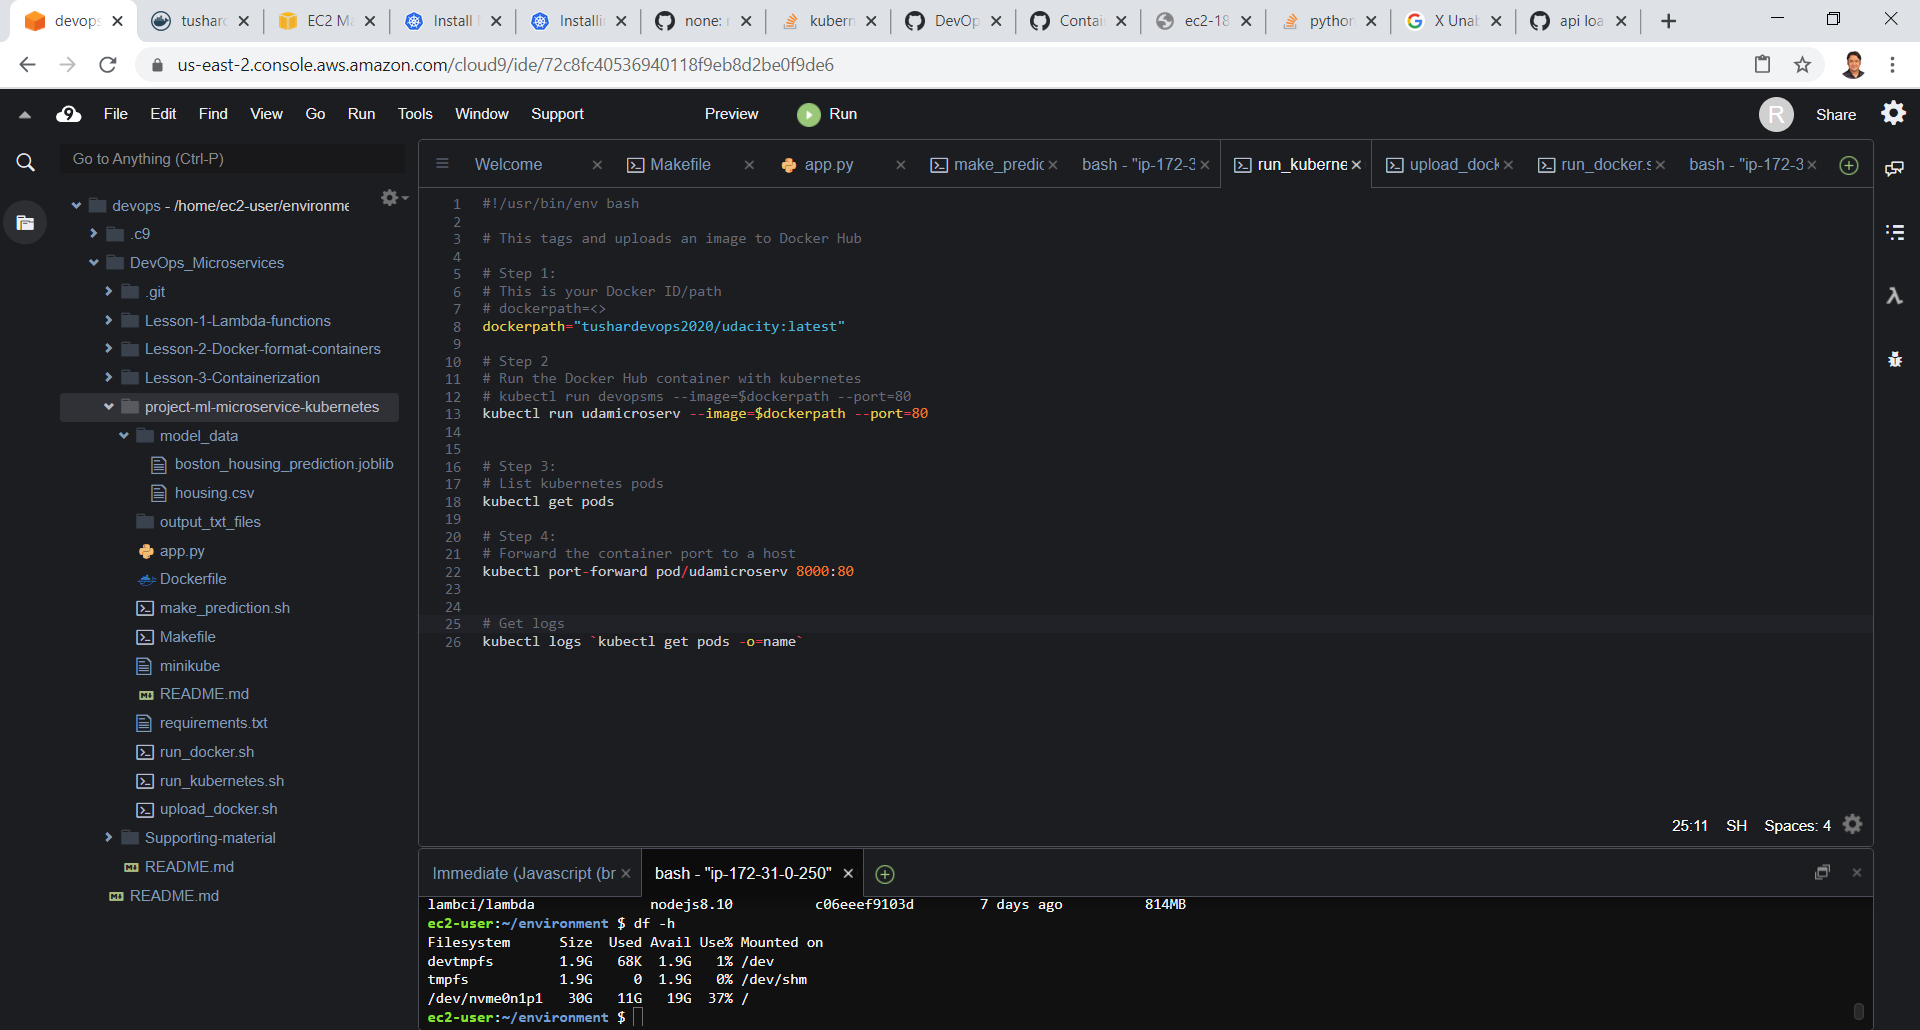 devops
tushar
EC2 Ma
Install
Installin
none: r
kubern
DevOp
Contai
ec2-18
python
X Unab
api loa
us-east-2.console.aws.amazon.com/cloud9/ide/72c8fc40536940118f9eb8d2be0f9de6
9 File Edit Find View Go Run Tools Window Support Preview Run R Share
Go to Anything (Ctrl-P)
Welcome
Makefile
app.py
make_predic
bash - "ip-172-3
run_kuberne
upload_dock
run_docker.s
bash - "ip-172-3
devops - /home/ec2-user/environme
.c9
DevOps_Microservices
.git
Lesson-1-Lambda-functions
Lesson-2-Docker-format-containers
Lesson-3-Containerization
project-ml-microservice-kubernetes
model_data
boston_housing_prediction.joblib
housing.csv
output_txt_files
app.py
Dockerfile
make_prediction.sh
Makefile
minikube
README.md
requirements.txt
run_docker.sh
run_kubernetes.sh
upload_docker.sh
Supporting-material
README.md
README.md
1 #!/usr/bin/env bash
2
3 # This tags and uploads an image to Docker Hub
4
5 # Step 1:
6 # This is your Docker ID/path
7 # dockerpath=<>
8 dockerpath="tushardevops2020/udacity:latest"
9
10 # Step 2
11 # Run the Docker Hub container with kubernetes
12 # kubectl run devopsms --image=$dockerpath --port=80
13 kubectl run udamicroserv --image=$dockerpath --port=80
14
15
16 # Step 3:
17 # List kubernetes pods
18 kubectl get pods
19
20 # Step 4:
21 # Forward the container port to a host
22 kubectl port-forward pod/udamicroserv 8000:80
23
24
25 # Get logs
26 kubectl logs `kubectl get pods -o=name`
25:11 SH Spaces: 4
Immediate (Javascript (br
bash - "ip-172-31-0-250"
lambci/lambda nodejs8.10 c06eeef9103d 7 days ago 814MB
ec2-user:~/environment $ df -h
Filesystem Size Used Avail Use% Mounted on
devtmpfs 1.9G 68K 1.9G 1% /dev
tmpfs 1.9G 0 1.9G 0% /dev/shm
/dev/nvme0n1p1 30G 11G 19G 37% /
ec2-user:~/environment $